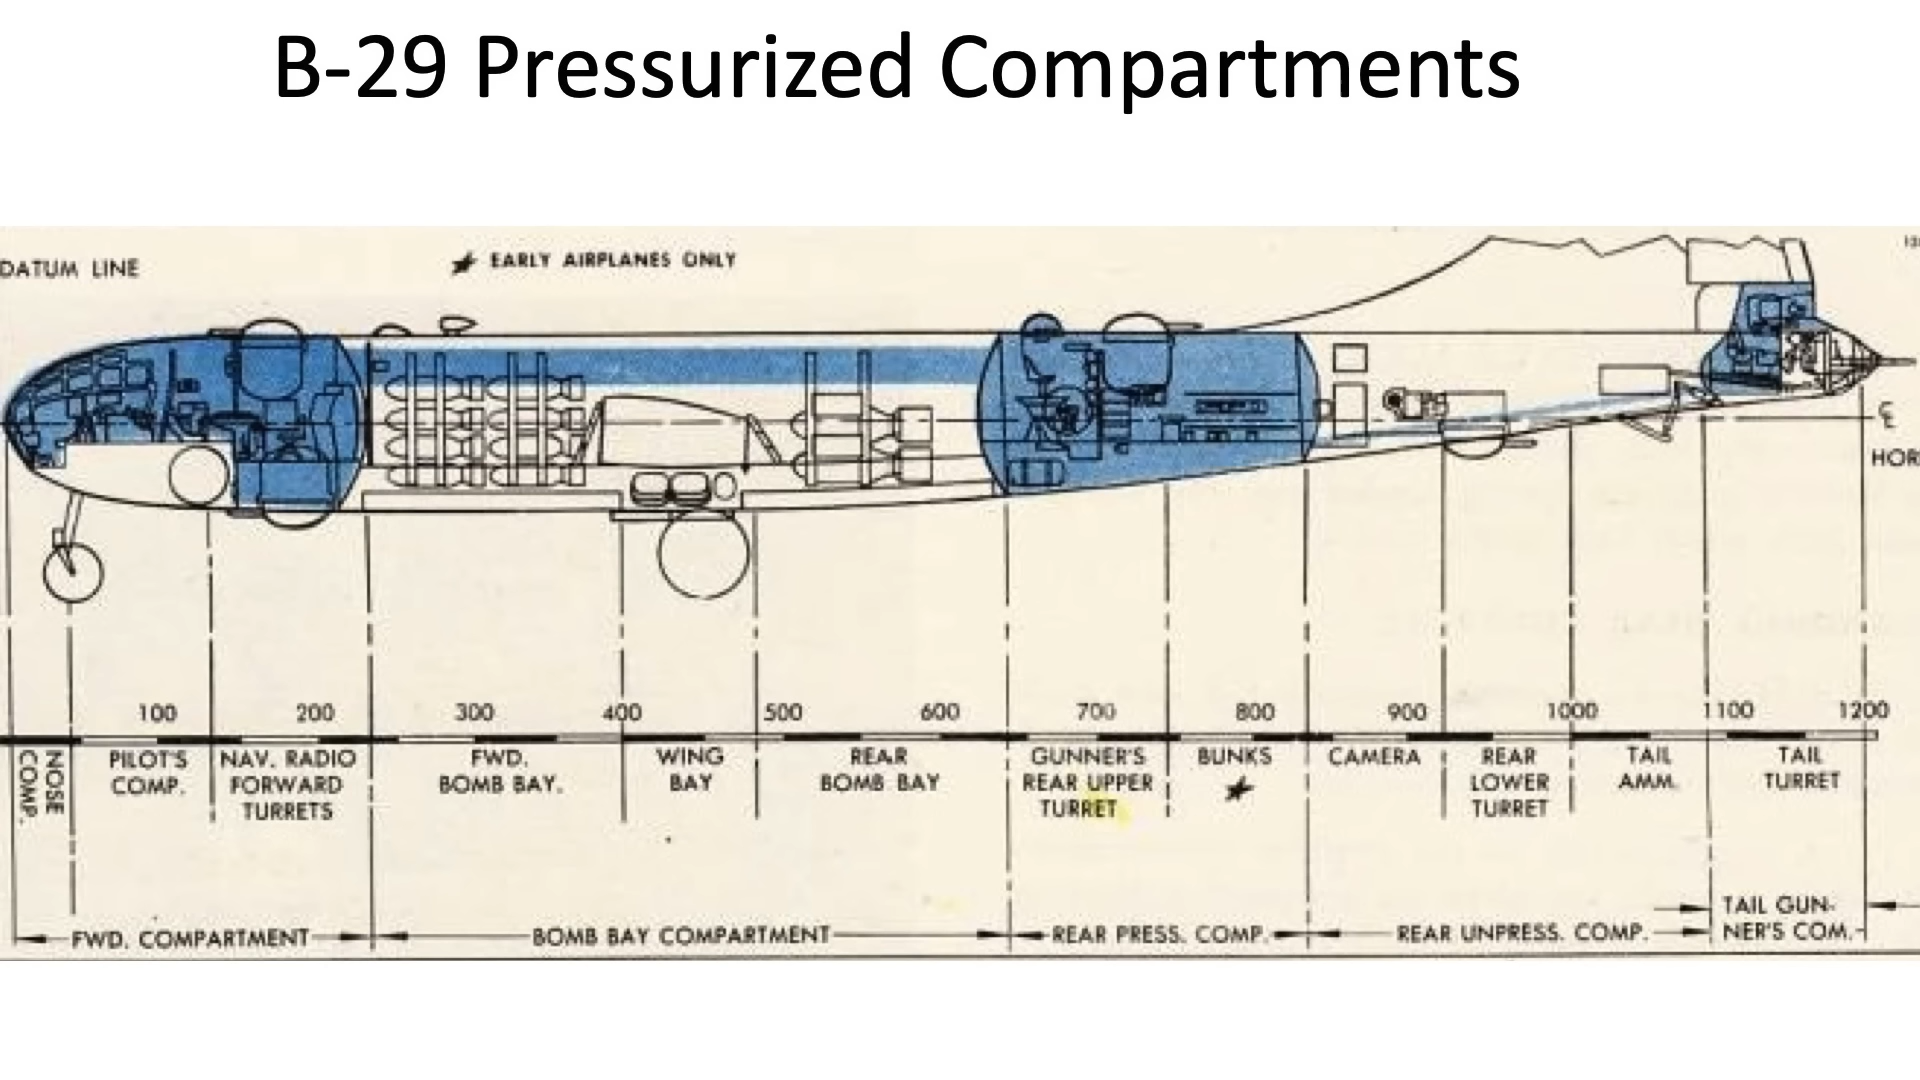 B-29 Pressurized Compartments
DATUM LINE
EARLY AIRPLANES ONLY
HOR
100 200 300 400 500 600 700 800 900 1000 1100 1200
NOSE COMP.
PILOT'S
COMP.
NAV. RADIO
FORWARD
TURRETS
FWD.
BOMB BAY.
WING
BAY
REAR
BOMB BAY
GUNNER'S
REAR UPPER
TURRET
BUNKS
CAMERA
REAR
LOWER
TURRET
TAIL
AMM.
TAIL
TURRET
FWD. COMPARTMENT
BOMB BAY COMPARTMENT
REAR PRESS. COMP.
REAR UNPRESS. COMP.
TAIL GUN-
NER'S COM.